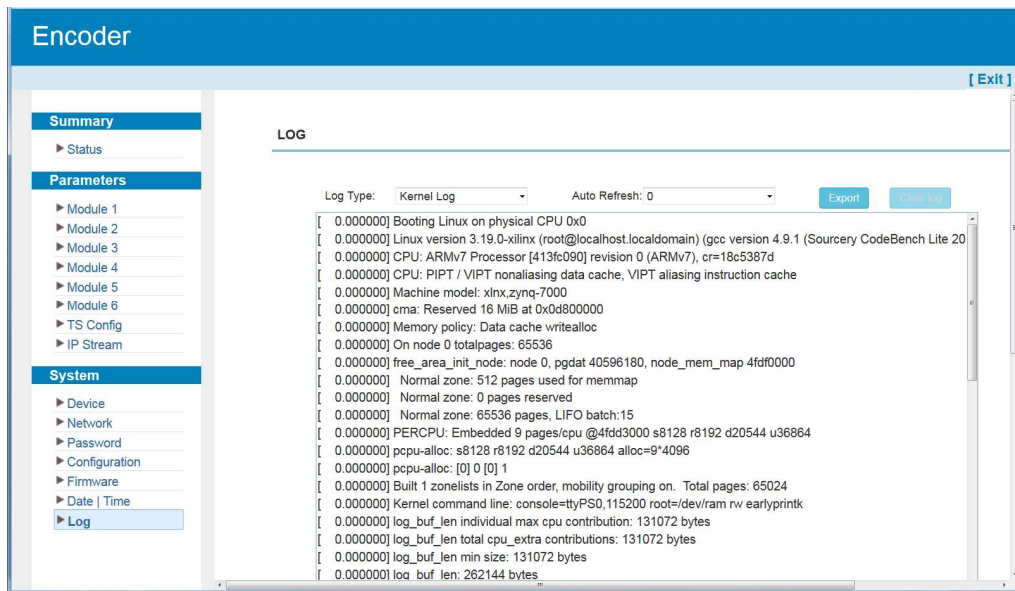 Encoder
[ Exit ]
Summary
Status
Parameters
Module 1
Module 2
Module 3
Module 4
Module 5
Module 6
TS Config
IP Stream
System
Device
Network
Password
Configuration
Firmware
Date | Time
Log
LOG
Log Type: Kernel Log Auto Refresh: 0 Export Clear log
[ 0.000000] Booting Linux on physical CPU 0x0
[ 0.000000] Linux version 3.19.0-xilinx (root@localhost.localdomain) (gcc version 4.9.1 (Sourcery CodeBench Lite 20
[ 0.000000] CPU: ARMv7 Processor [413fc090] revision 0 (ARMv7), cr=18c5387d
[ 0.000000] CPU: PIPT / VIPT nonaliasing data cache, VIPT aliasing instruction cache
[ 0.000000] Machine model: xlnx,zynq-7000
[ 0.000000] cma: Reserved 16 MiB at 0x0d800000
[ 0.000000] Memory policy: Data cache writealloc
[ 0.000000] On node 0 totalpages: 65536
[ 0.000000] free_area_init_node: node 0, pgdat 40596180, node_mem_map 4fdf0000
[ 0.000000] Normal zone: 512 pages used for memmap
[ 0.000000] Normal zone: 0 pages reserved
[ 0.000000] Normal zone: 65536 pages, LIFO batch:15
[ 0.000000] PERCPU: Embedded 9 pages/cpu @4fdd3000 s8128 r8192 d20544 u36864
[ 0.000000] pcpu-alloc: s8128 r8192 d20544 u36864 alloc=9*4096
[ 0.000000] pcpu-alloc: [0] 0 [0] 1
[ 0.000000] Built 1 zonelists in Zone order, mobility grouping on. Total pages: 65024
[ 0.000000] Kernel command line: console=ttyPS0,115200 root=/dev/ram rw earlyprintk
[ 0.000000] log_buf_len individual max cpu contribution: 131072 bytes
[ 0.000000] log_buf_len total cpu_extra contributions: 131072 bytes
[ 0.000000] log_buf_len min size: 131072 bytes
[ 0.000000] log_buf_len: 262144 bytes